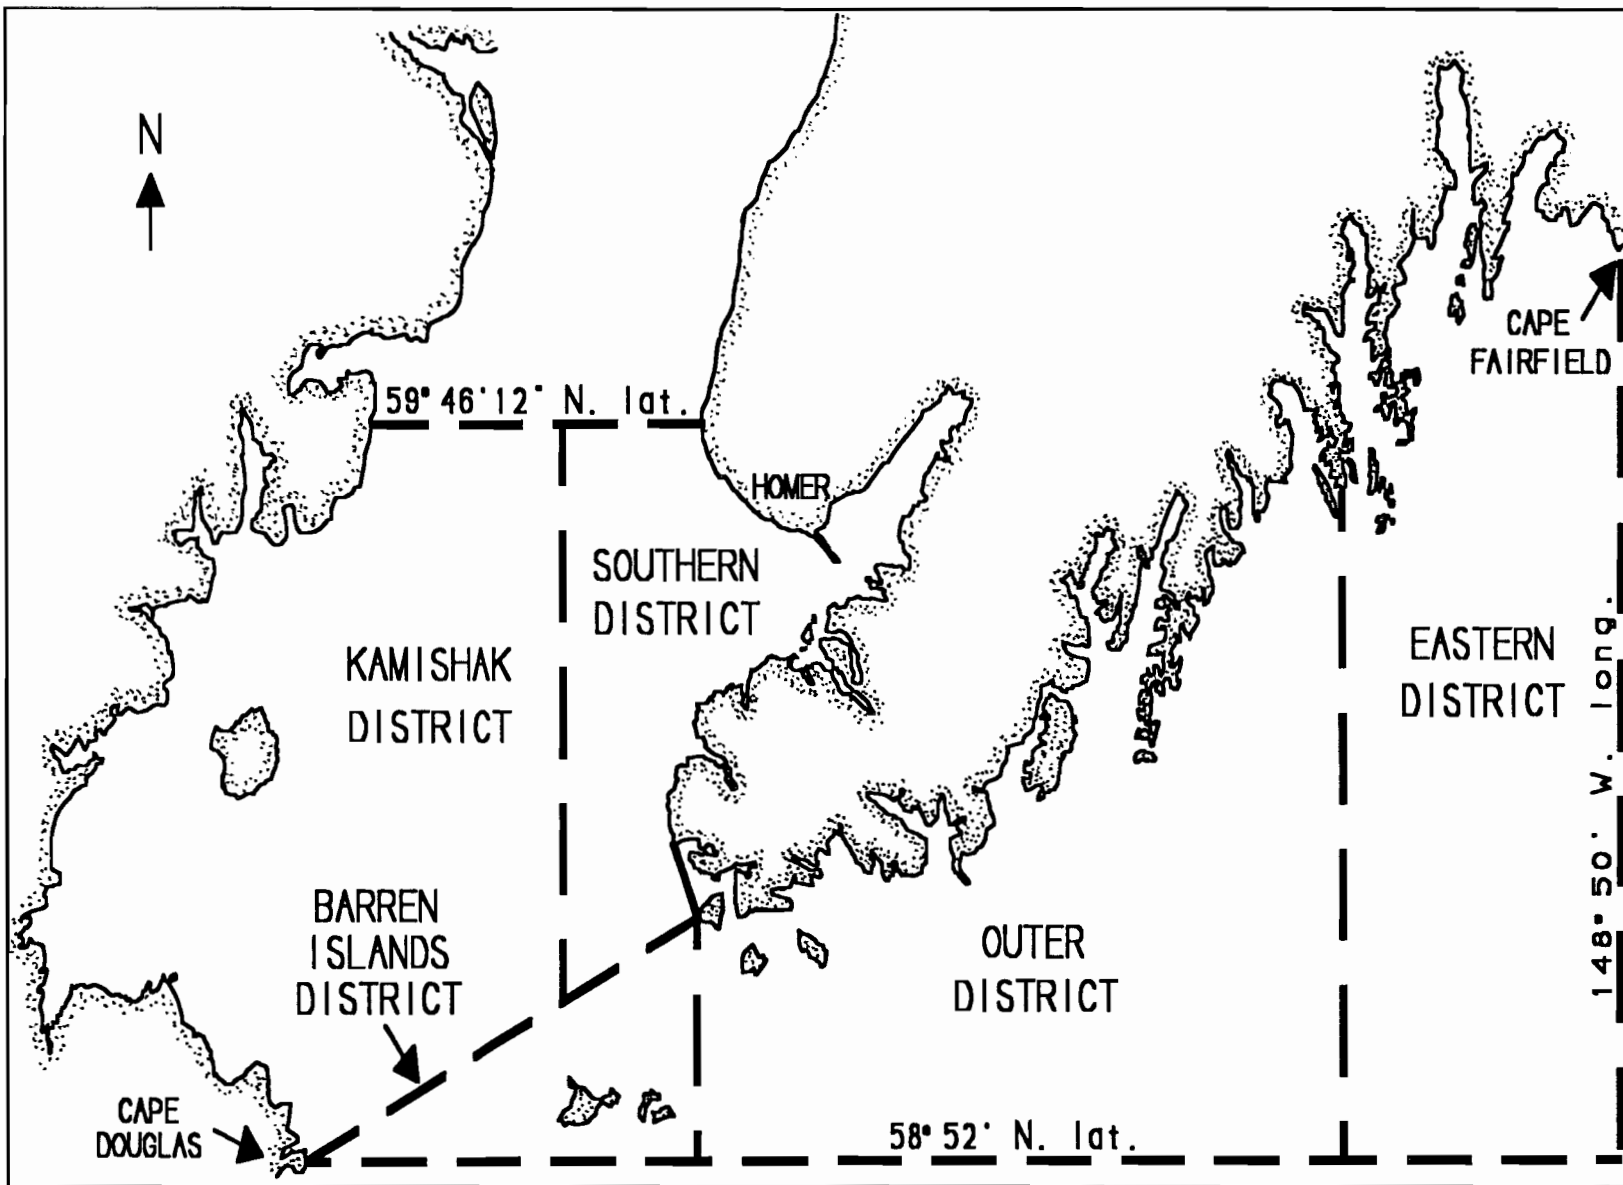 N
59° 46'12" N. lat.
HOMER
CAPE
FAIRFIELD
SOUTHERN
DISTRICT
KAMISHAK
DISTRICT
EASTERN
DISTRICT
148° 50' W. long.
BARREN
ISLANDS
DISTRICT
OUTER
DISTRICT
CAPE
DOUGLAS
58° 52' N. lat.